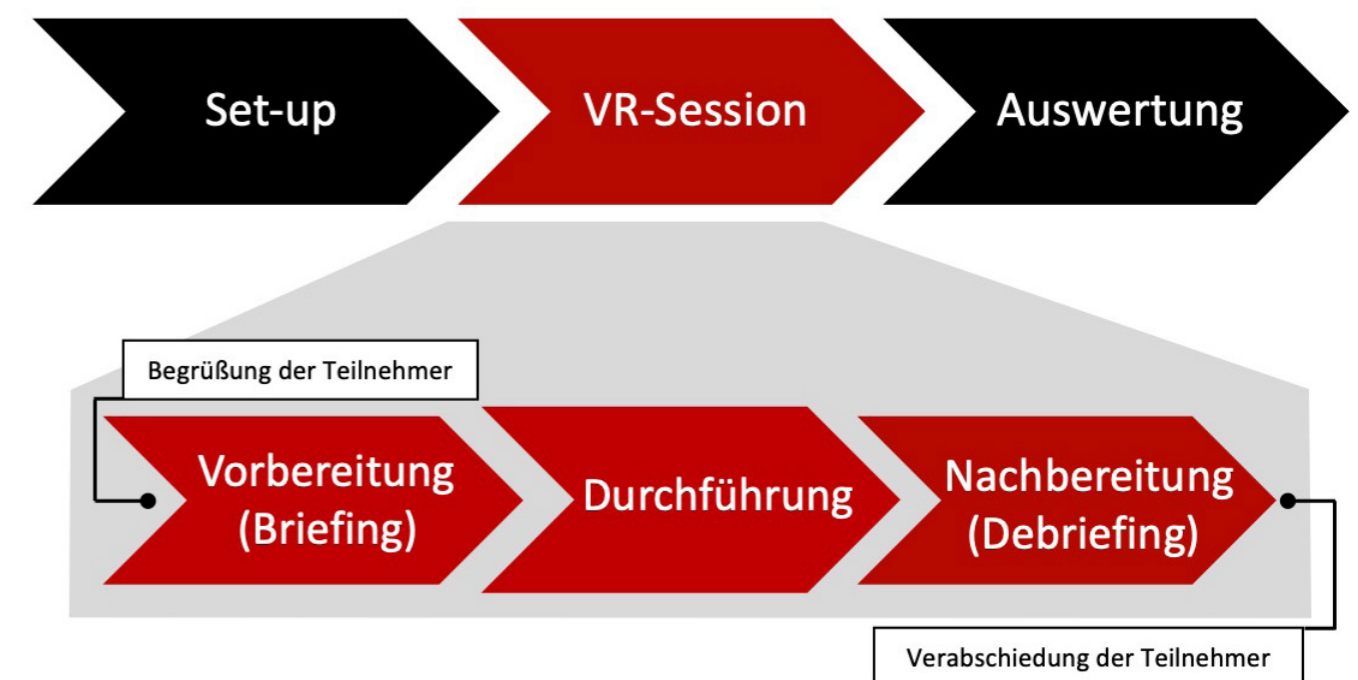 Set-up
VR-Session
Auswertung
Begrüßung der Teilnehmer
Vorbereitung
(Briefing)
Durchführung
Nachbereitung
(Debriefing)
Verabschiedung der Teilnehmer